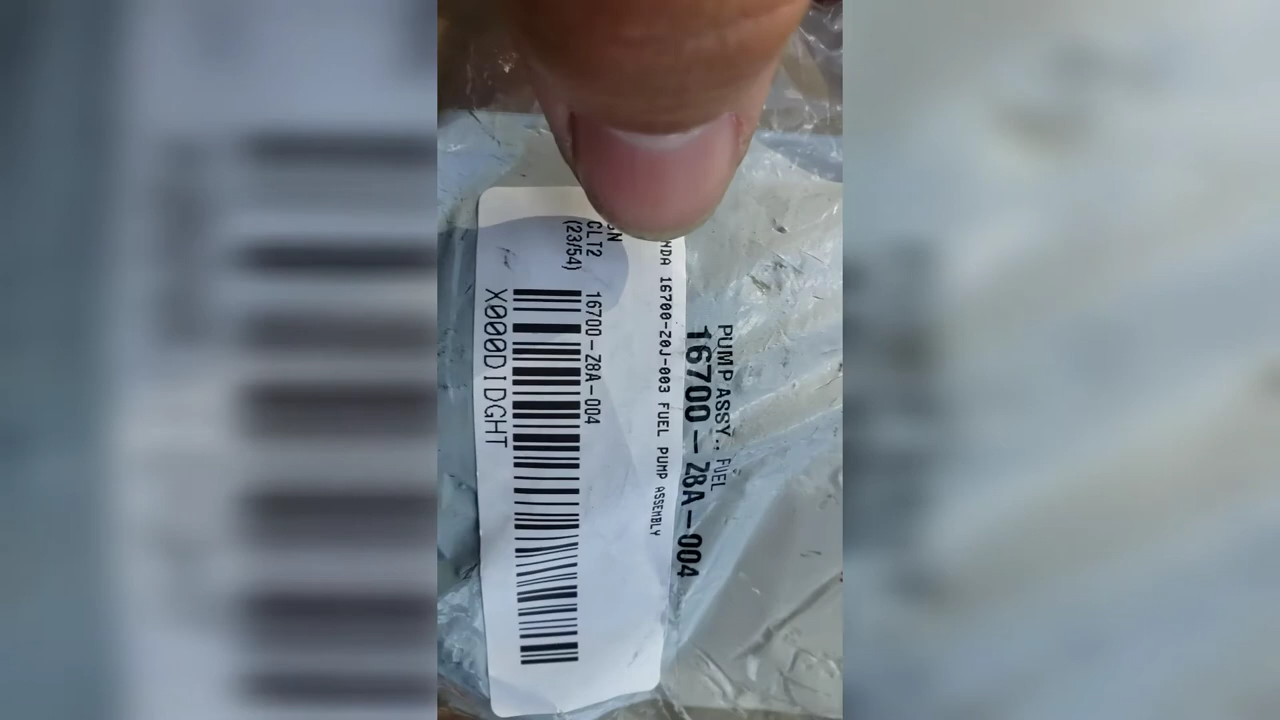 PUMP ASSY., FUEL
16700-Z8A-004
NDA 16700-Z0J-003 FUEL PUMP ASSEMBLY
CLT2 16700-Z8A-004
(23/54)
X000DIDGHT